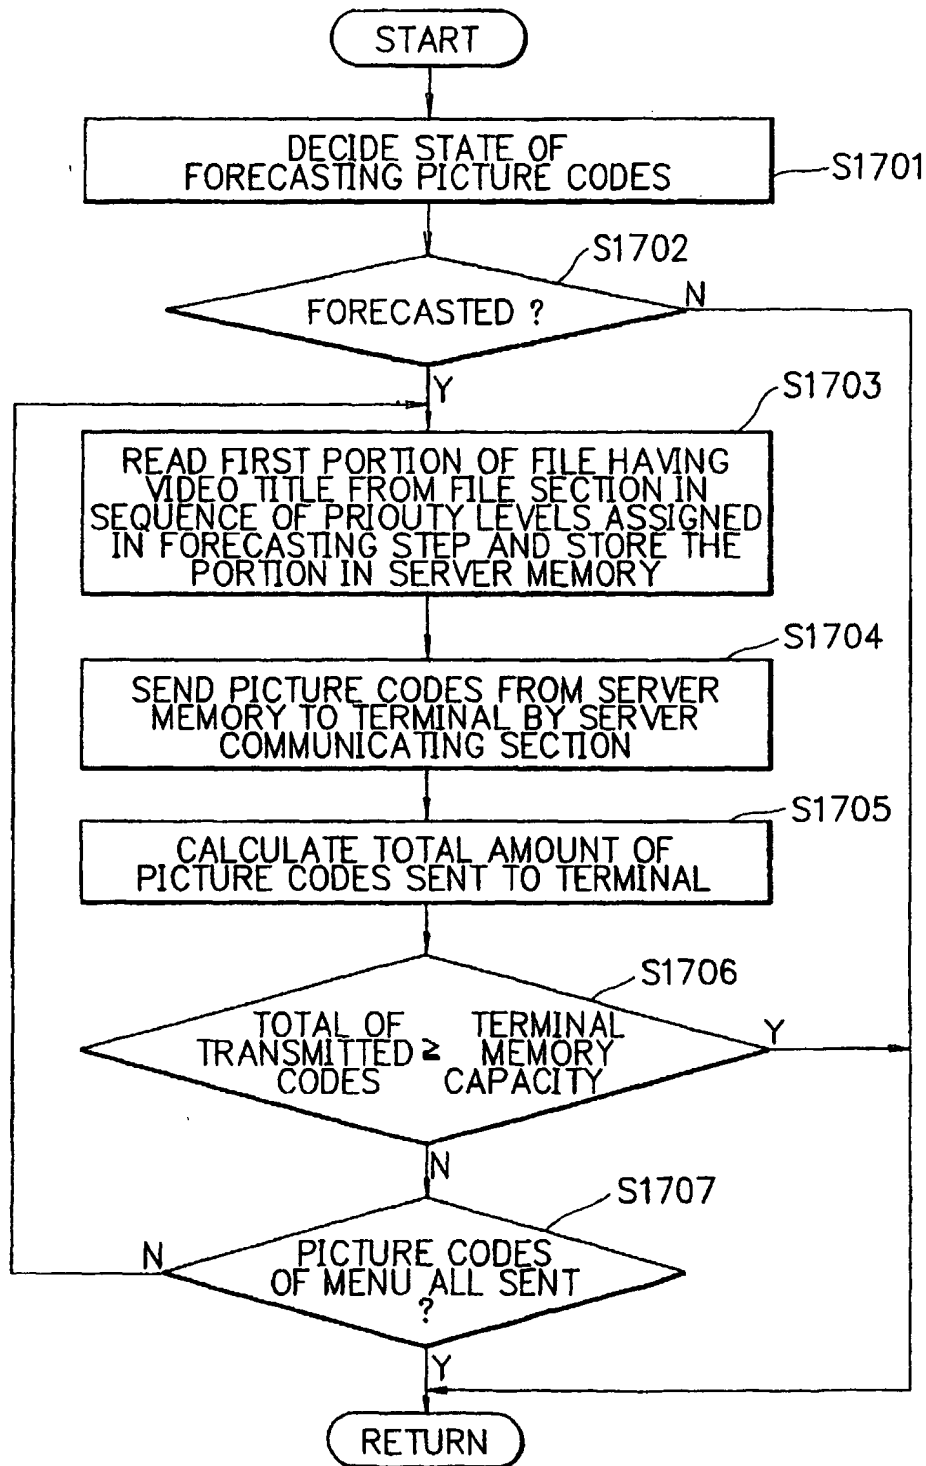 START
DECIDE STATE OF
FORECASTING PICTURE CODES
S1701
S1702
FORECASTED ?
N
Y
S1703
READ FIRST PORTION OF FILE HAVING
VIDEO TITLE FROM FILE SECTION IN
SEQUENCE OF PRIOUTY LEVELS ASSIGNED
IN FORECASTING STEP AND STORE THE
PORTION IN SERVER MEMORY
S1704
SEND PICTURE CODES FROM SERVER
MEMORY TO TERMINAL BY SERVER
COMMUNICATING SECTION
S1705
CALCULATE TOTAL AMOUNT OF
PICTURE CODES SENT TO TERMINAL
S1706
TOTAL OF TERMINAL
TRANSMITTED ≥ MEMORY
CODES CAPACITY
Y
N
S1707
N
PICTURE CODES
OF MENU ALL SENT
?
Y
RETURN